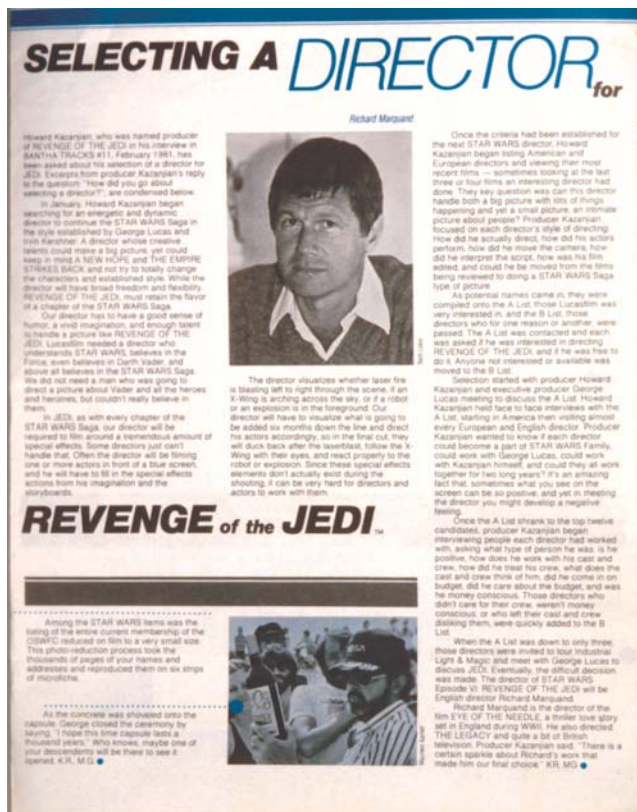 SELECTING A DIRECTOR for
Richard Marquand
Howard Kazanjian, who was named producer
of REVENGE OF THE JEDI in his interview in
BANTHA TRACKS #11, February 1981, has
been asked about his selection of a director for
JEDI. Excerpts from producer Kazanjian's reply
to the question: "How did you go about
selecting a director?", are condensed below.
In January, Howard Kazanjian began
searching for an energetic and dynamic
director to continue the STAR WARS Saga in
the style established by George Lucas and
Irvin Kershner. A director whose creative
talents could make a big picture, yet could
keep in mind A NEW HOPE and THE EMPIRE
STRIKES BACK and not try to totally change
the characters and established style. While the
director will have broad freedom and flexibility
REVENGE OF THE JEDI, must retain the flavor
of a chapter of the STAR WARS Saga.
Our director has to have a good sense of
humor, a vivid imagination, and enough talent
to handle a picture like REVENGE OF THE
JEDI. Lucasfilm needed a director who
understands STAR WARS, believes in the
Force, even believes in Darth Vader, and
above all believes in the STAR WARS Saga.
We did not need a man who was going to
direct a picture about Vader and all the heroes
and heroines, but couldn't really believe in
them.
In JEDI, as with every chapter of the
STAR WARS Saga, our director will be
required to film around a tremendous amount of
special effects. Some directors just can't
handle that. Often the director will be filming
one or more actors in front of a blue screen,
and he will have to fill in the special effects
actions from his imagination and the
storyboards.
The director visualizes whether laser fire
is blasting left to right through the scene, if an
X-Wing is arching across the sky, or if a robot
or an explosion is in the foreground. Our
director will have to visualize what is going to
be added six months down the line and direct
his actors accordingly, so in the final cut, they
will duck back after the laserblast, follow the X-
Wing with their eyes, and react properly to the
robot or explosion. Since these special effects
elements don't actually exist during the
shooting, it can be very hard for directors and
actors to work with them.
Once the criteria had been established for
the next STAR WARS director, Howard
Kazanjian began listing American and
European directors and viewing their most
recent films — sometimes looking at the last
three or four films an interesting director had
done. They key question was can this director
handle both a big picture with lots of things
happening and yet a small picture, an intimate
picture about people? Producer Kazanjian
focused on each director's style of directing:
How did he actually direct, how did his actors
perform, how did he move the camera, how
did he interpret the script, how was his film
edited, and could he be moved from the films
being reviewed to doing a STAR WARS Saga
type of picture.
As potential names came in, they were
compiled onto the A List, those Lucasfilm was
very interested in, and the B List, those
directors who for one reason or another, were
passed. The A List was contacted and each
was asked if he was interested in directing
REVENGE OF THE JEDI, and if he was free to
do it. Anyone not interested or available was
moved to the B List.
Selection started with producer Howard
Kazanjian and executive producer George
Lucas meeting to discuss the A List. Howard
Kazanjian held face to face interviews with the
A List, starting in America then visiting almost
every European and English director. Producer
Kazanjian wanted to know if each director
could become a part of STAR WARS Family,
could work with George Lucas, could work
with Kazanjian himself, and could they all work
together for two long years? It's an amazing
fact that, sometimes what you see on the
screen can be so positive, and yet in meeting
the director you might develop a negative
feeling.
Once the A List shrank to the top twelve
candidates, producer Kazanjian began
interviewing people each director had worked
with, asking what type of person he was: is he
positive, how does he work with his cast and
crew, how did he treat his crew, what does the
cast and crew think of him, did he come in on
budget, did he care about the budget, and was
he money conscious. Those directors who
didn't care for their crew, weren't money
conscious, or who left their cast and crew
disliking them, were quickly added to the B
List.
When the A List was down to only three,
those directors were invited to tour Industrial
Light & Magic and meet with George Lucas to
discuss JEDI. Eventually, the difficult decision
was made. The director of STAR WARS
Episode VI: REVENGE OF THE JEDI will be
English director Richard Marquand.
Richard Marquand is the director of the
film EYE OF THE NEEDLE, a thriller love story
set in England during WWII. He also directed
THE LEGACY and quite a bit of British
television. Producer Kazanjian said, "There is a
certain sparkle about Richard's work that
made him our final choice." KR, MG
REVENGE of the JEDI™
Among the STAR WARS items was the
listing of the entire current membership of the
OSWFC reduced on film to a very small size.
This photo-reduction process took the
thousands of pages of your names and
addresses and reproduced them on six strips
of microfiche.
As the concrete was shoveled onto the
capsule, George closed the ceremony by
saying, "I hope this time capsule lasts a
thousand years." Who knows, maybe one of
your descendents will be there to see it
opened. K.R., M.G.